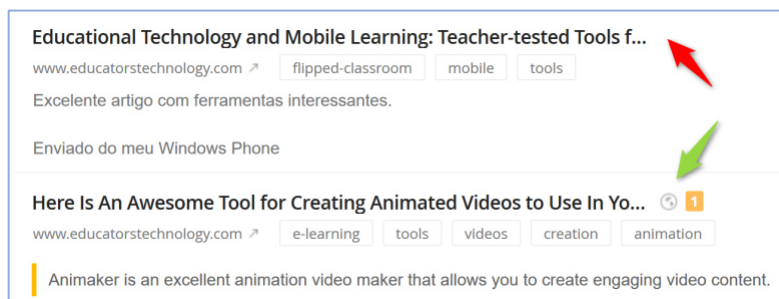 Educational Technology and Mobile Learning: Teacher-tested Tools f...
www.educatorstechnology.com ↗ flipped-classroom mobile tools
Excelente artigo com ferramentas interessantes.
Enviado do meu Windows Phone
Here Is An Awesome Tool for Creating Animated Videos to Use In Yo... 1
www.educatorstechnology.com ↗ e-learning tools videos creation animation
Animaker is an excellent animation video maker that allows you to create engaging video content.